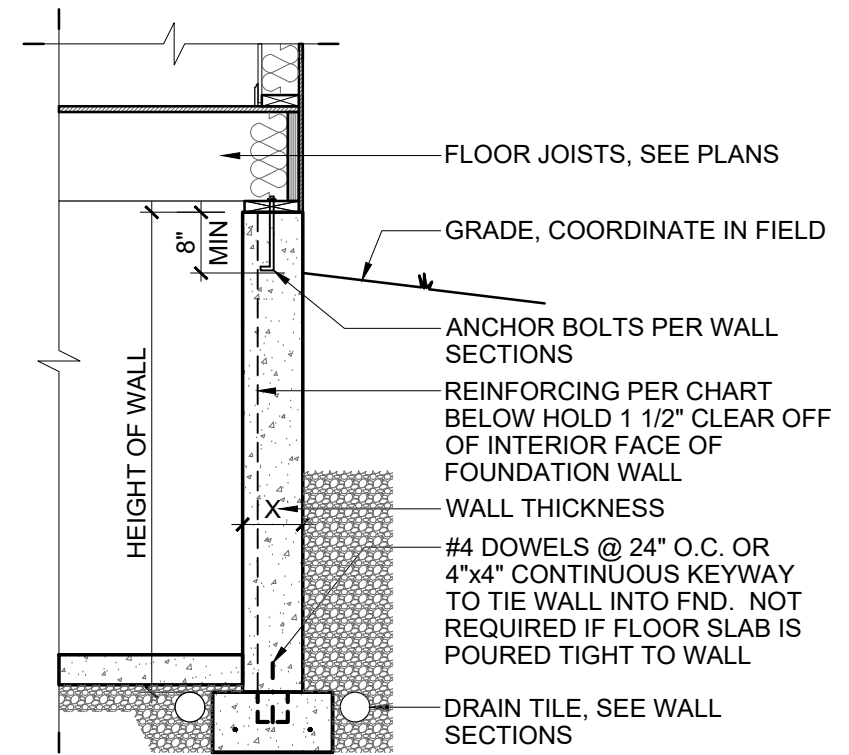 FLOOR JOISTS, SEE PLANS
8"
MIN
GRADE, COORDINATE IN FIELD
ANCHOR BOLTS PER WALL
SECTIONS
HEIGHT OF WALL
REINFORCING PER CHART
BELOW HOLD 1 1/2" CLEAR OFF
OF INTERIOR FACE OF
FOUNDATION WALL
X
WALL THICKNESS
#4 DOWELS @ 24" O.C. OR
4"x4" CONTINUOUS KEYWAY
TO TIE WALL INTO FND.  NOT
REQUIRED IF FLOOR SLAB IS
POURED TIGHT TO WALL
DRAIN TILE, SEE WALL
SECTIONS